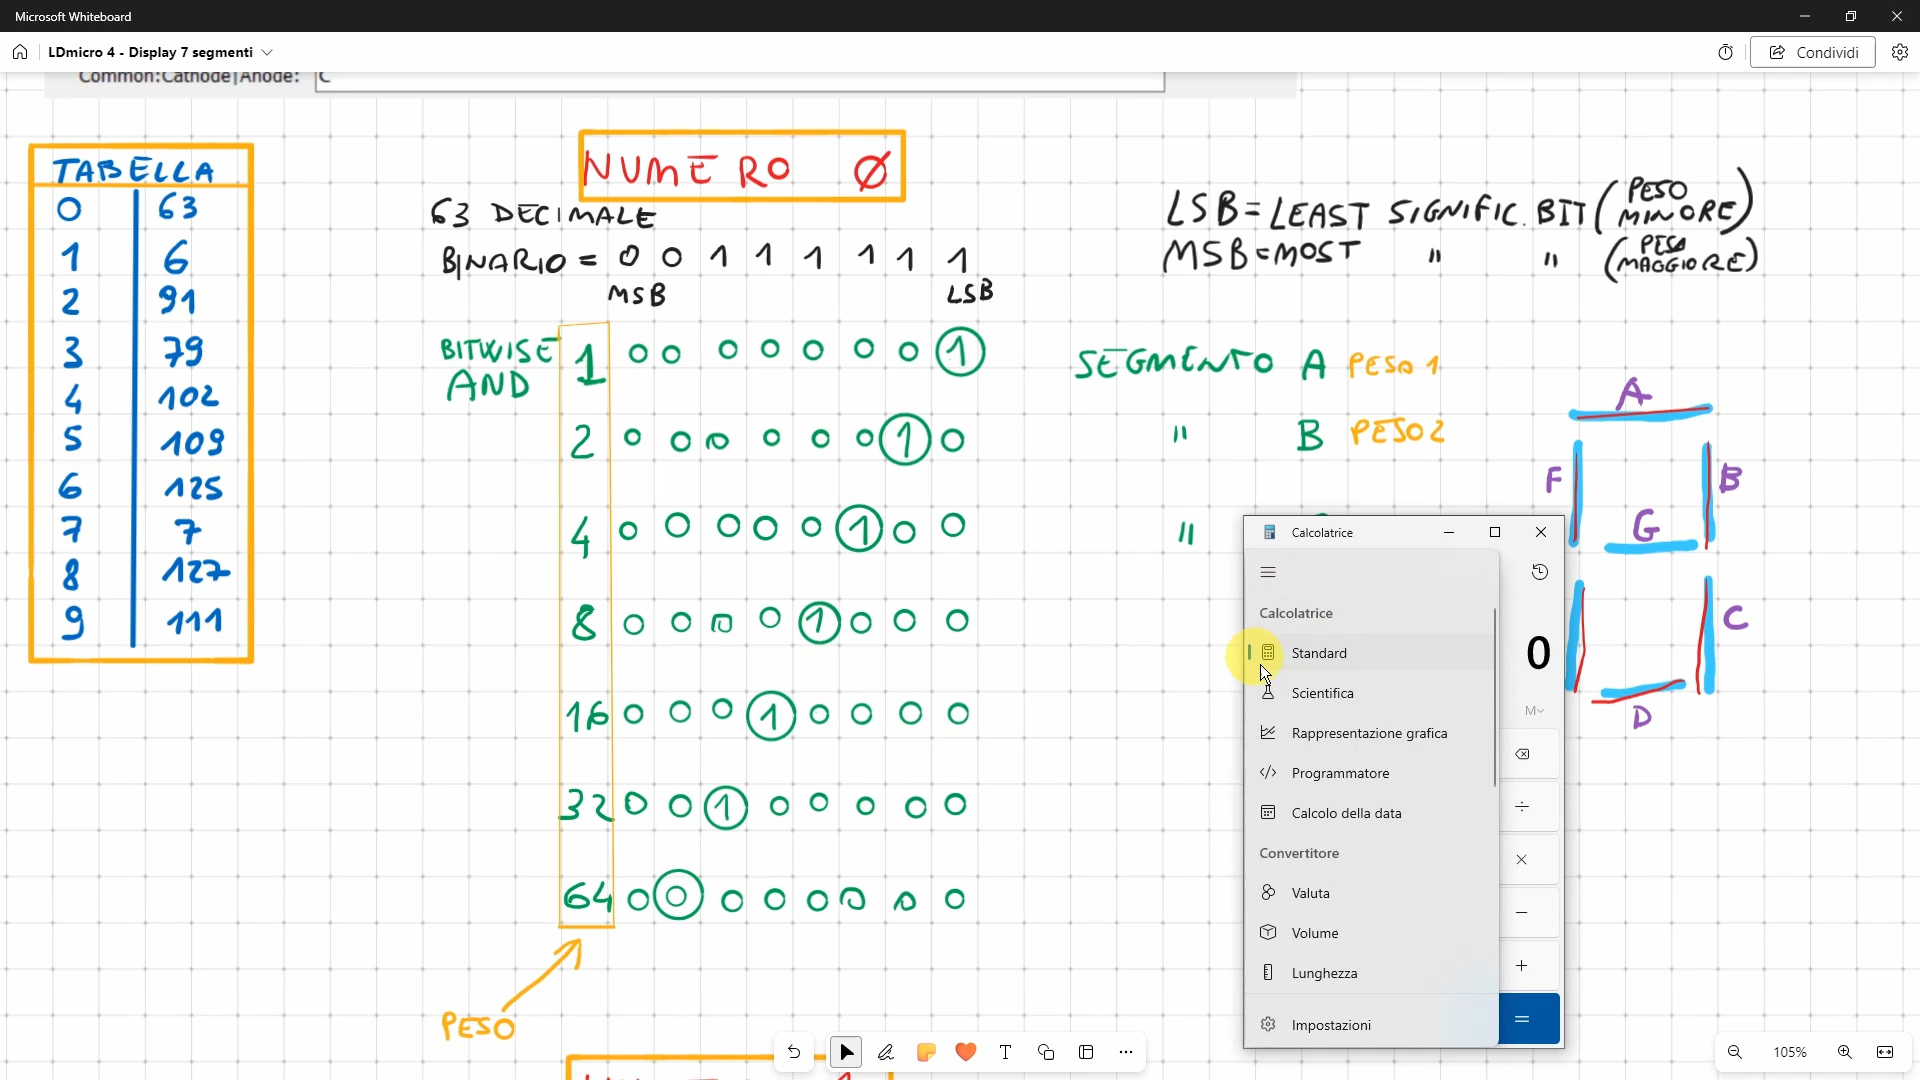 Microsoft Whiteboard
LDmicro 4 - Display 7 segmenti
Condividi
Common:Cathode|Anode: C
TABELLA
0 63
1 6
2 91
3 79
4 102
5 109
6 125
7 7
8 127
9 111
NUMERO Ø
63 DECIMALE
BINARIO = 0 0 1 1 1 1 1 1
MSB LSB
LSB = LEAST SIGNIFIC. BIT (PESO MINORE)
MSB = MOST " " (PESO MAGGIORE)
BITWISE AND
1 0 0 0 0 0 0 0 1
2 0 0 0 0 0 0 1 0
4 0 0 0 0 0 1 0 0
8 0 0 0 0 1 0 0 0
16 0 0 0 1 0 0 0 0
32 0 0 1 0 0 0 0 0
64 0 0 0 0 0 0 0 0
PESO
SEGMENTO A PESO 1
" B PESO 2
"
A
F
B
G
C
D
Calcolatrice
Calcolatrice
Standard
Scientifica
Rappresentazione grafica
Programmatore
Calcolo della data
Convertitore
Valuta
Volume
Lunghezza
Impostazioni
0
M
÷
×
−
+
=
105%